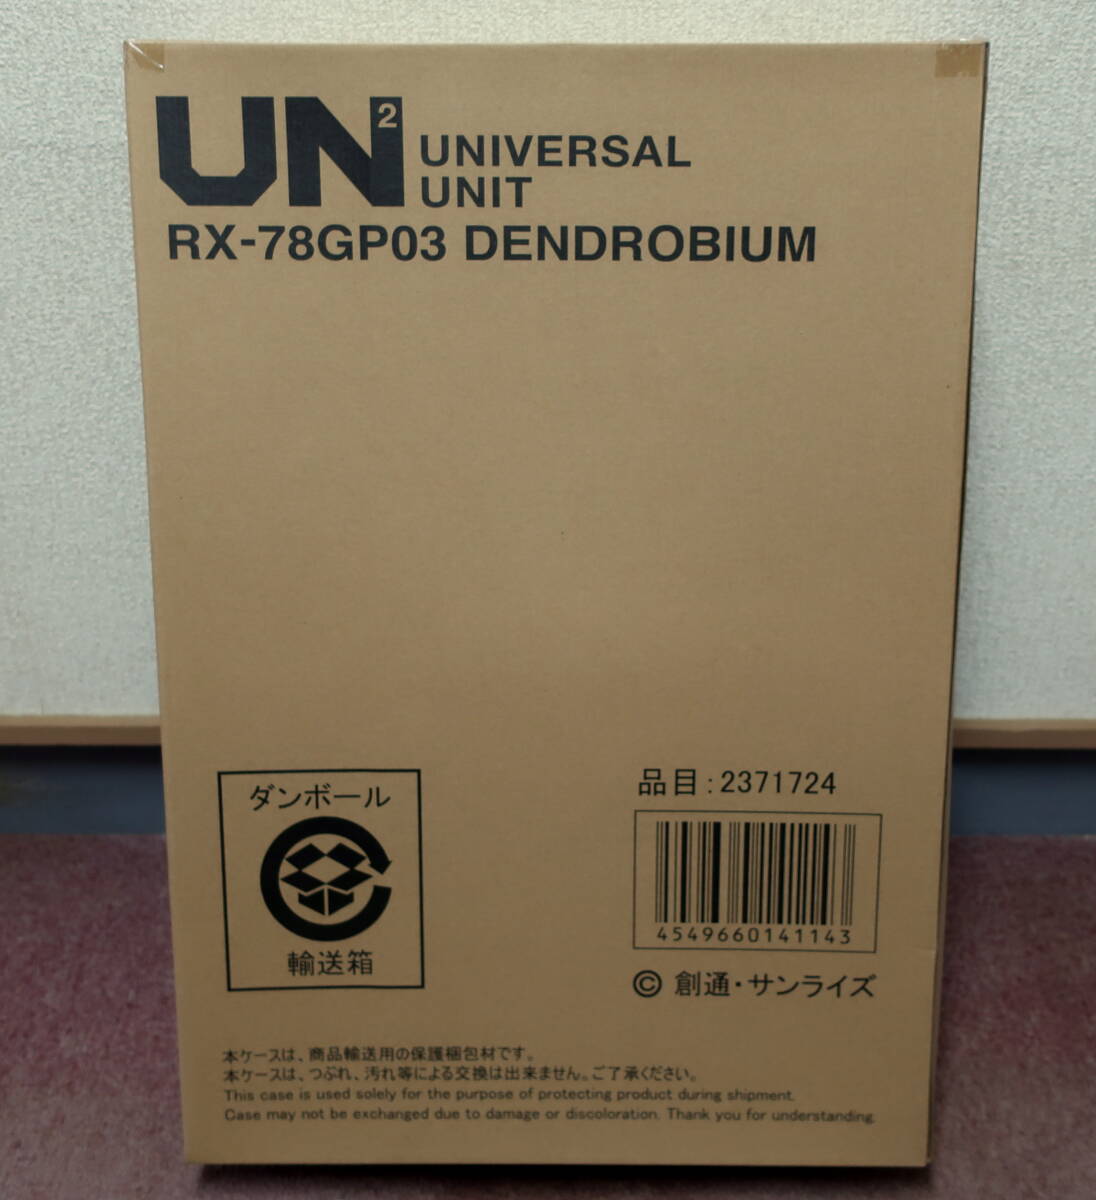 UN²
UNIVERSAL
UNIT
RX-78GP03 DENDROBIUM
ダンボール
輸送箱
品目:2371724
4549660141143
© 創通・サンライズ
本ケースは、商品輸送用の保護梱包材です。
本ケースは、つぶれ、汚れ等による交換は出来ません。ご了承ください。
This case is used solely for the purpose of protecting product during shipment.
Case may not be exchanged due to damage or discoloration. Thank you for understanding.